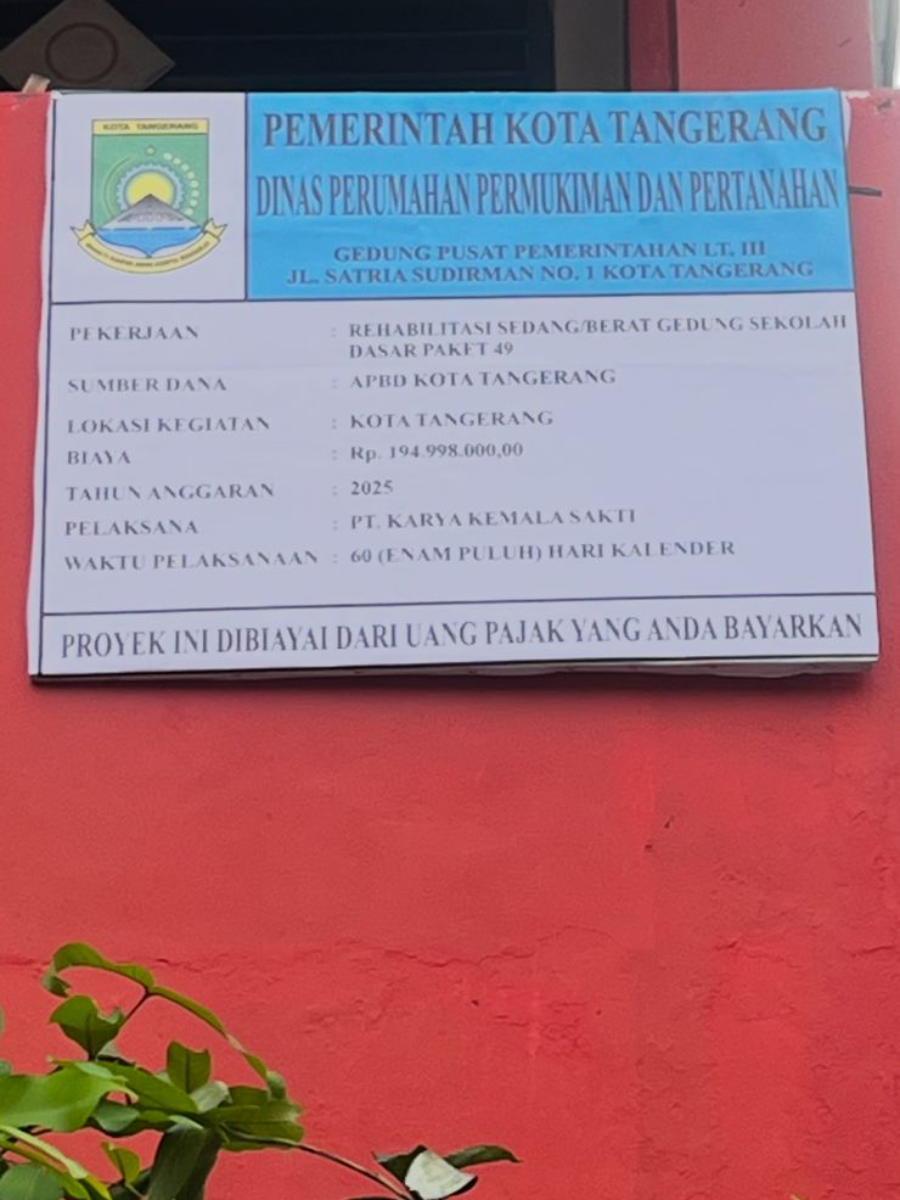 KOTA TANGERANG
PEMERINTAH KOTA TANGERANG
DINAS PERUMAHAN PERMUKIMAN DAN PERTANAHAN
GEDUNG PUSAT PEMERINTAHAN LT. III
JL. SATRIA SUDIRMAN NO. 1 KOTA TANGERANG
PEKERJAAN : REHABILITASI SEDANG/BERAT GEDUNG SEKOLAH
DASAR PAKET 49
SUMBER DANA : APBD KOTA TANGERANG
LOKASI KEGIATAN : KOTA TANGERANG
BIAYA : Rp. 194.998.000,00
TAHUN ANGGARAN : 2025
PELAKSANA : PT. KARYA KEMALA SAKTI
WAKTU PELAKSANAAN : 60 (ENAM PULUH) HARI KALENDER
PROYEK INI DIBIAYAI DARI UANG PAJAK YANG ANDA BAYARKAN